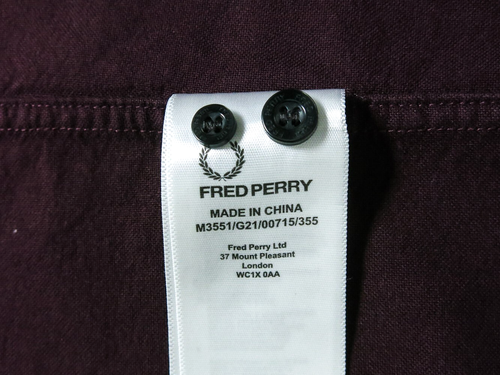 FRED PERRY
MADE IN CHINA
M3551/G21/00715/355
Fred Perry Ltd
37 Mount Pleasant
London
WC1X 0AA